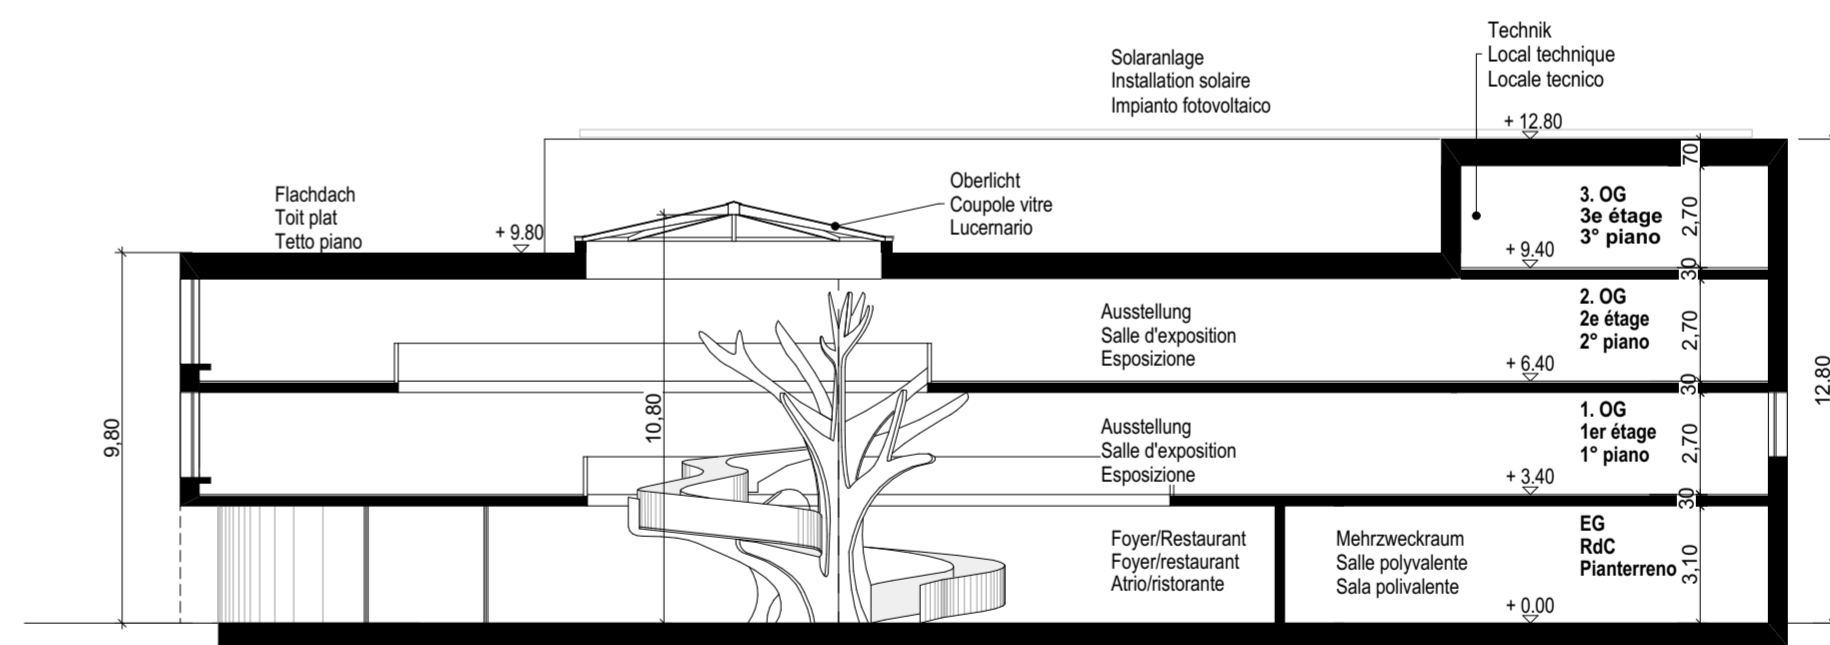 Technik
Local technique
Locale tecnico
Solaranlage
Installation solaire
Impianto fotovoltaico
+ 12.80
70
Oberlicht
Coupole vitre
Lucernario
Flachdach
Toit plat
Tetto piano
+ 9.80
3. OG
3e étage
3° piano
2,70
+ 9.40
30
2. OG
2e étage
2° piano
2,70
Ausstellung
Salle d'exposition
Esposizione
+ 6.40
30
12,80
9,80
10,80
1. OG
1er étage
1° piano
2,70
Ausstellung
Salle d'exposition
Esposizione
+ 3.40
30
EG
RdC
Pianterreno
3,10
Foyer/Restaurant
Foyer/restaurant
Atrio/ristorante
Mehrzweckraum
Salle polyvalente
Sala polivalente
+ 0.00